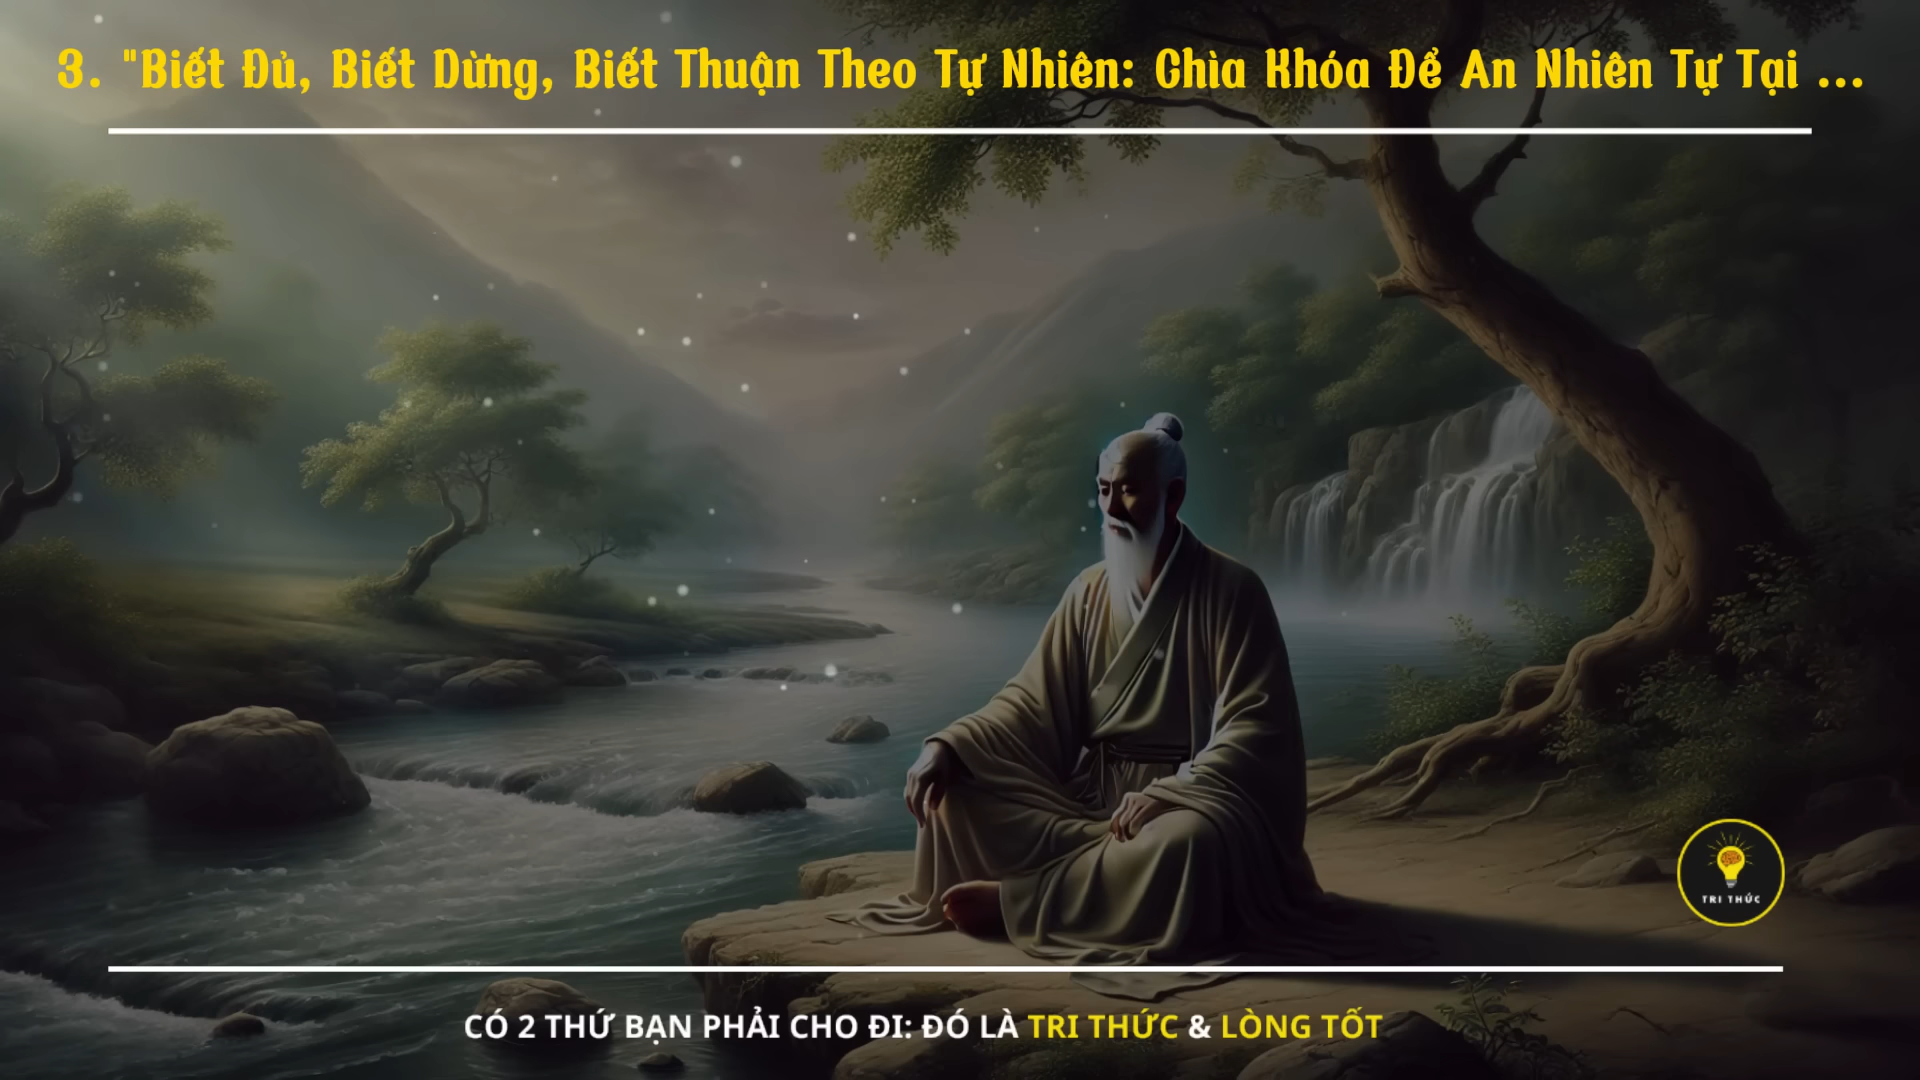 3. "Biết Đủ, Biết Dừng, Biết Thuận Theo Tự Nhiên: Chìa Khóa Để An Nhiên Tự Tại ...
TRI THỨC
CÓ 2 THỨ BẠN PHẢI CHO ĐI: ĐÓ LÀ TRI THỨC & LÒNG TỐT